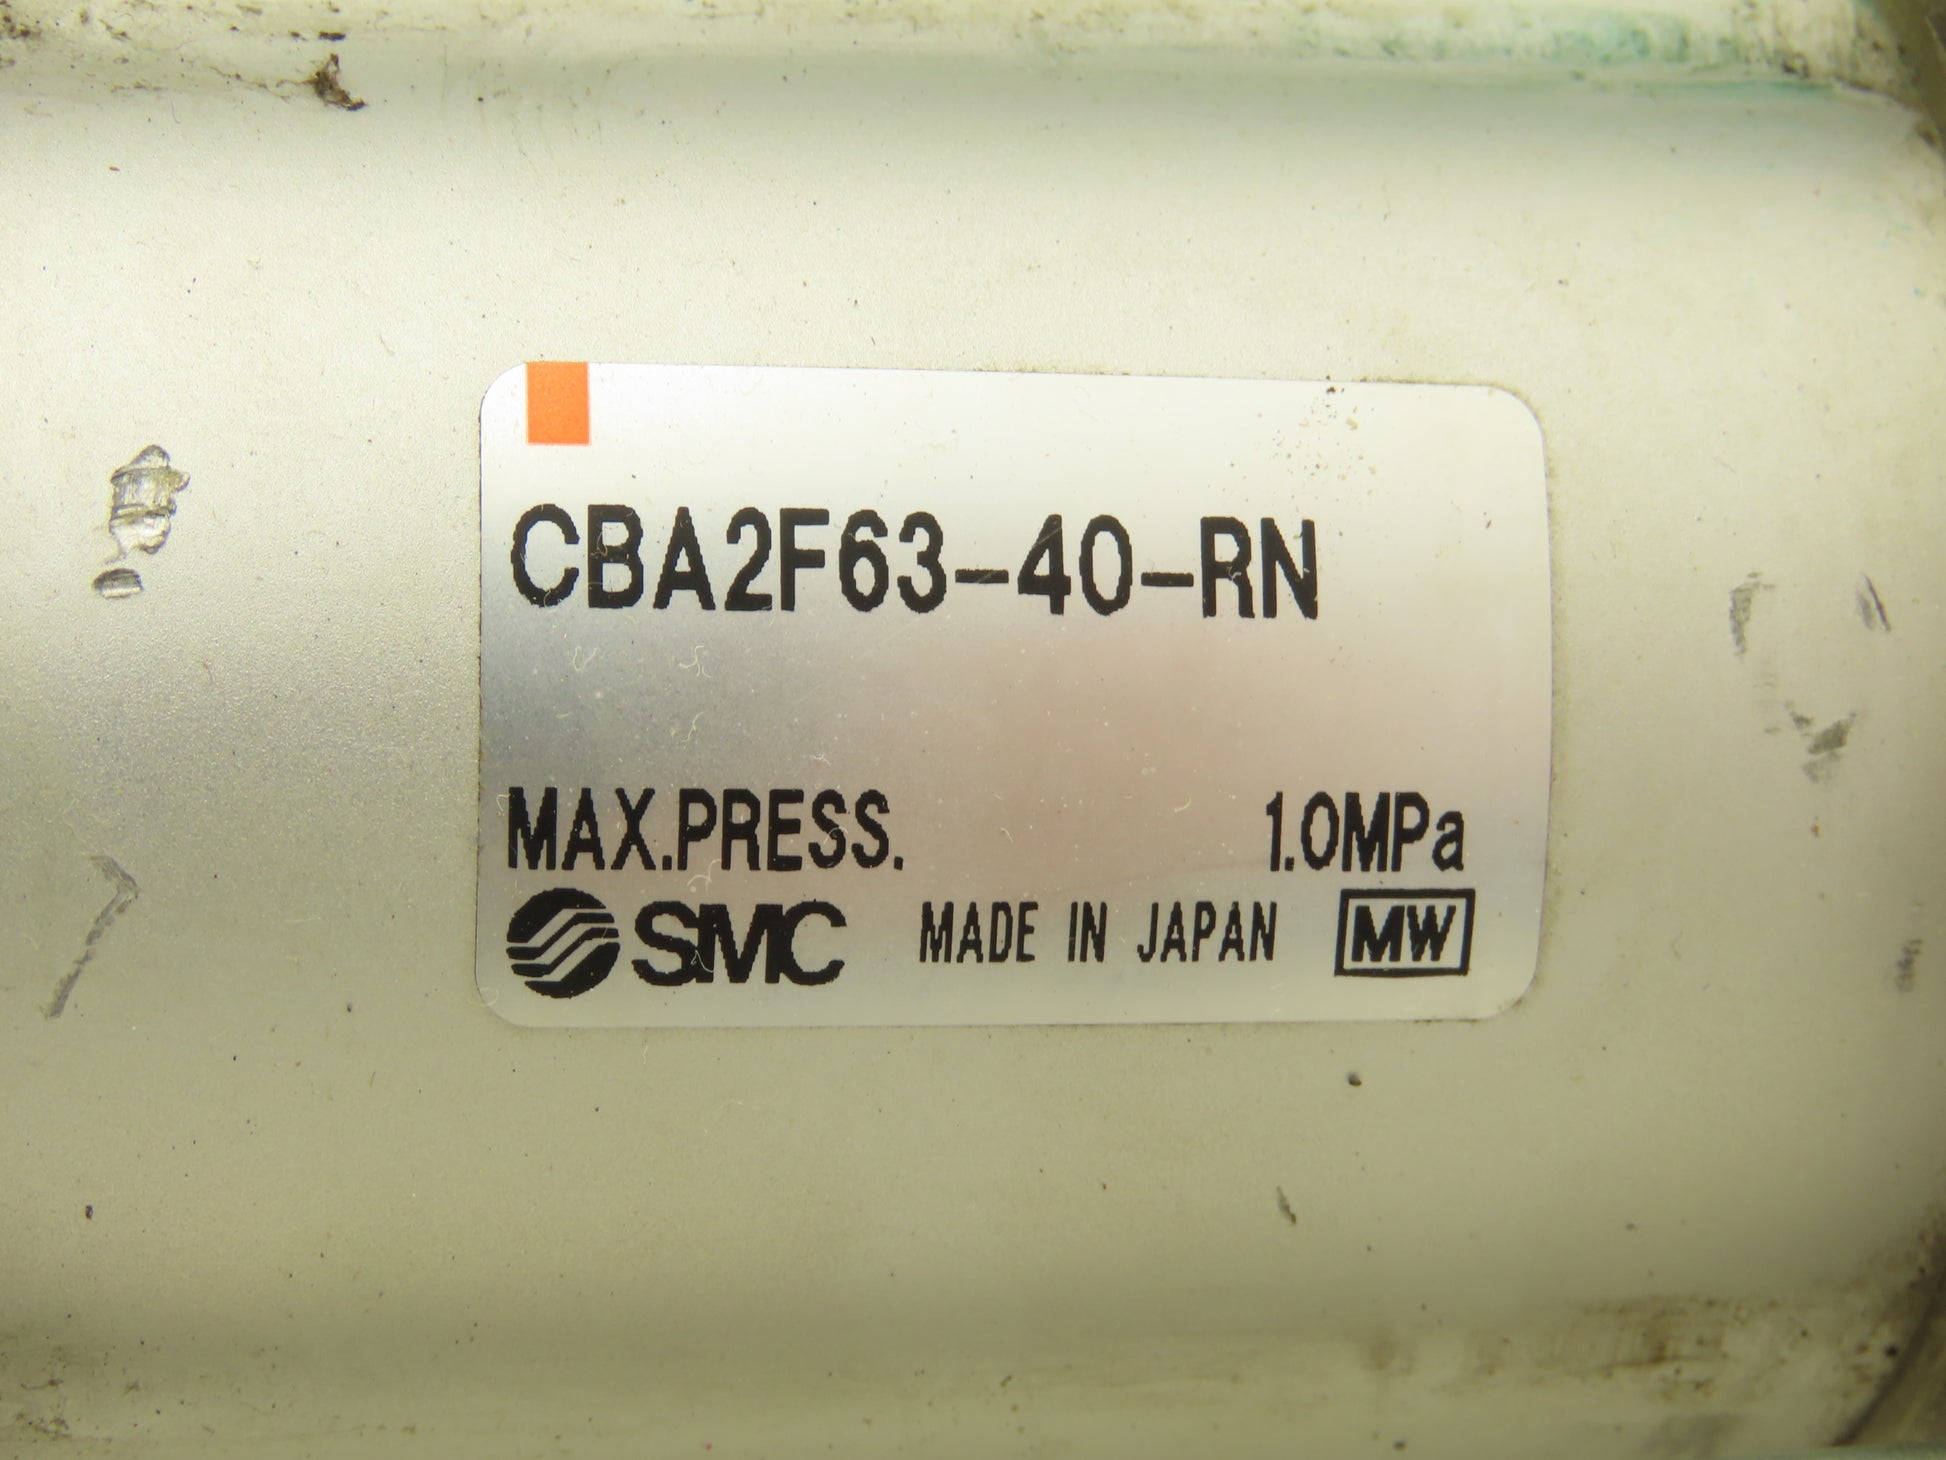 CBA2F63-40-RN
MAX.PRESS. 1.0MPa
SMC MADE IN JAPAN MW